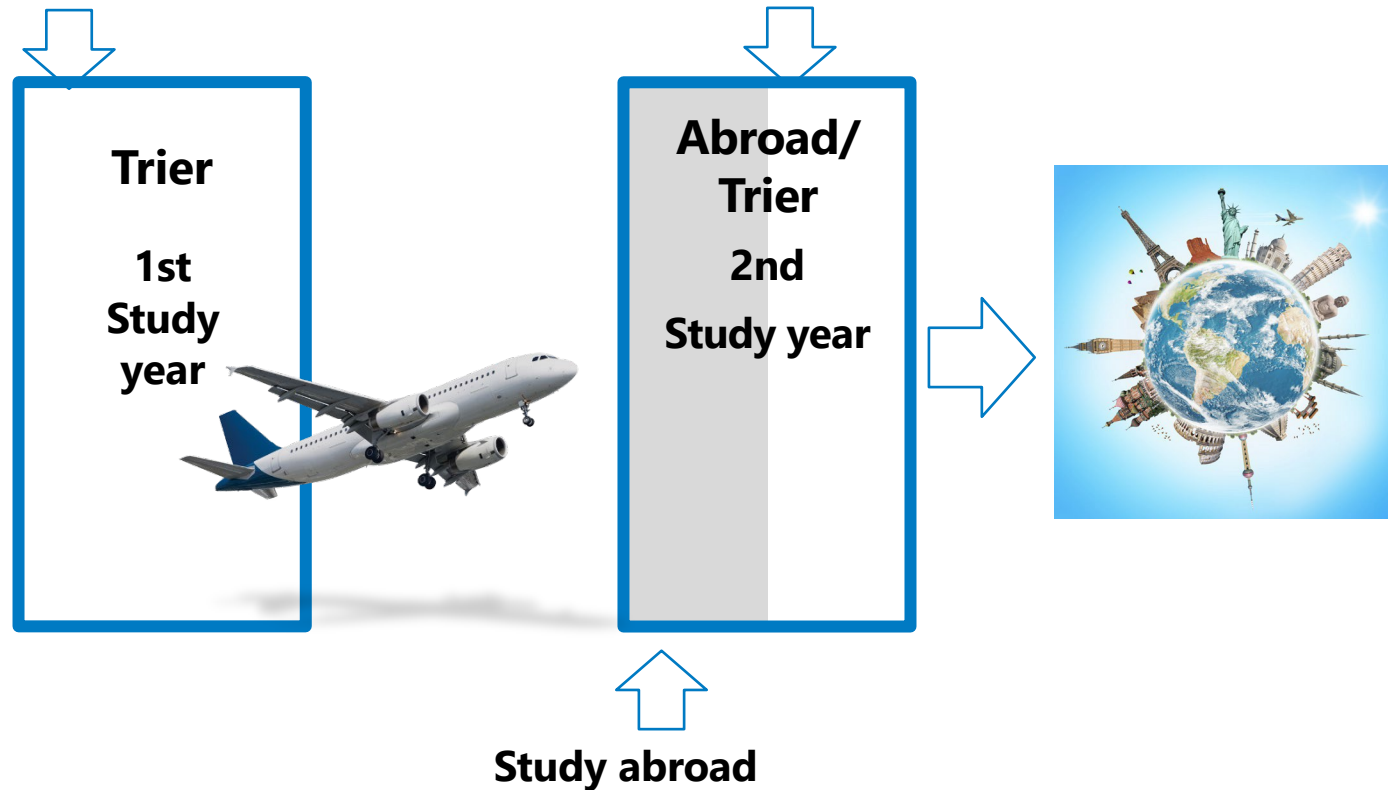 Trier
1st
Study
year
Abroad/
Trier
2nd
Study year
Study abroad